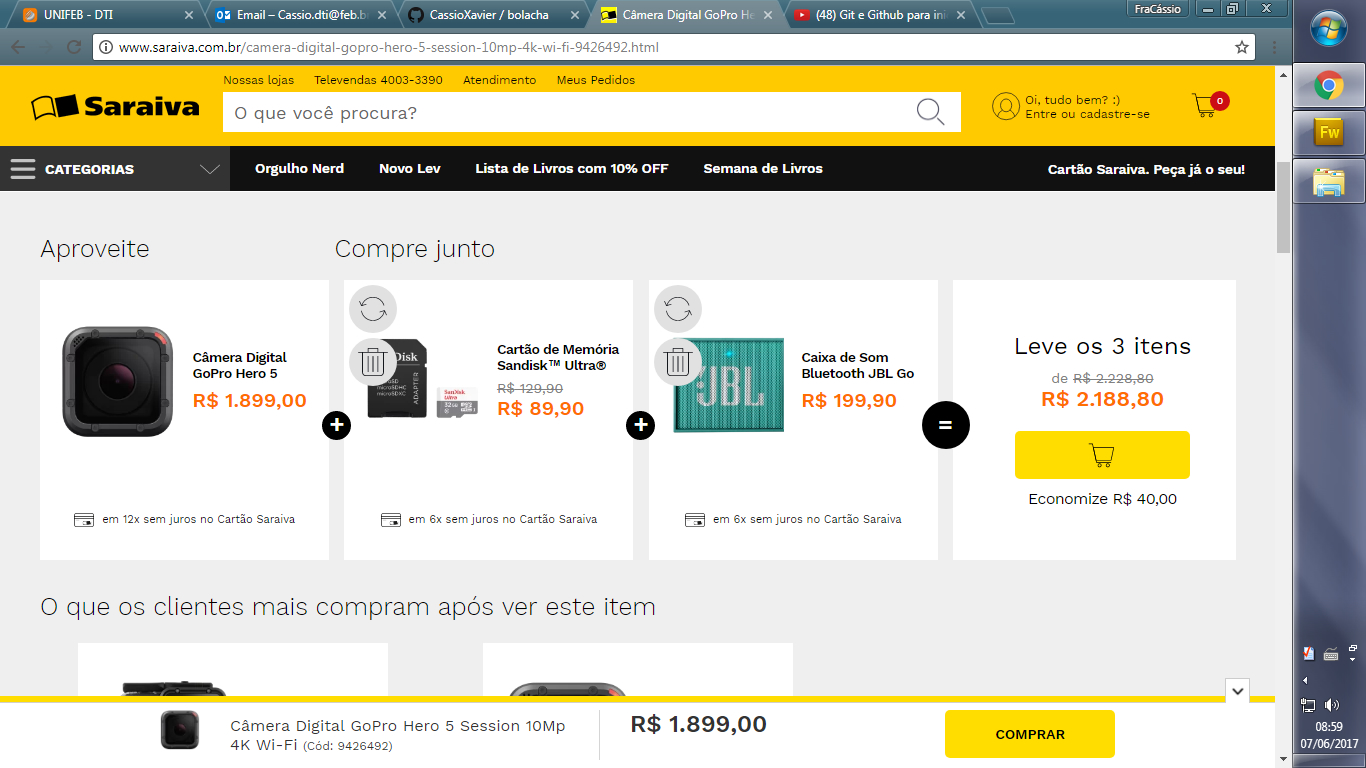 UNIFEB - DTI
Email – Cassio.dti@feb.b
CassioXavier / bolacha
Câmera Digital GoPro He
(48) Git e Github para ini
FraCássio
www.saraiva.com.br/camera-digital-gopro-hero-5-session-10mp-4k-wi-fi-9426492.html
Nossas lojas
Televendas 4003-3390
Atendimento
Meus Pedidos
Saraiva
O que você procura?
Oi, tudo bem? :)
Entre ou cadastre-se
0
CATEGORIAS
Orgulho Nerd
Novo Lev
Lista de Livros com 10% OFF
Semana de Livros
Cartão Saraiva. Peça já o seu!
Fw
Aproveite
Compre junto
Câmera Digital
GoPro Hero 5
R$ 1.899,00
em 12x sem juros no Cartão Saraiva
+
Disk
microSDHC
microSDXC
ADAPTER
SanDisk
Ultra
32GB
Cartão de Memória
Sandisk™ Ultra®
R$ 129,90
R$ 89,90
em 6x sem juros no Cartão Saraiva
+
JBL
Caixa de Som
Bluetooth JBL Go
R$ 199,90
em 6x sem juros no Cartão Saraiva
=
Leve os 3 itens
de R$ 2.228,80
R$ 2.188,80
Economize R$ 40,00
O que os clientes mais compram após ver este item
Câmera Digital GoPro Hero 5 Session 10Mp
4K Wi-Fi (Cód: 9426492)
R$ 1.899,00
COMPRAR
08:59
07/06/2017